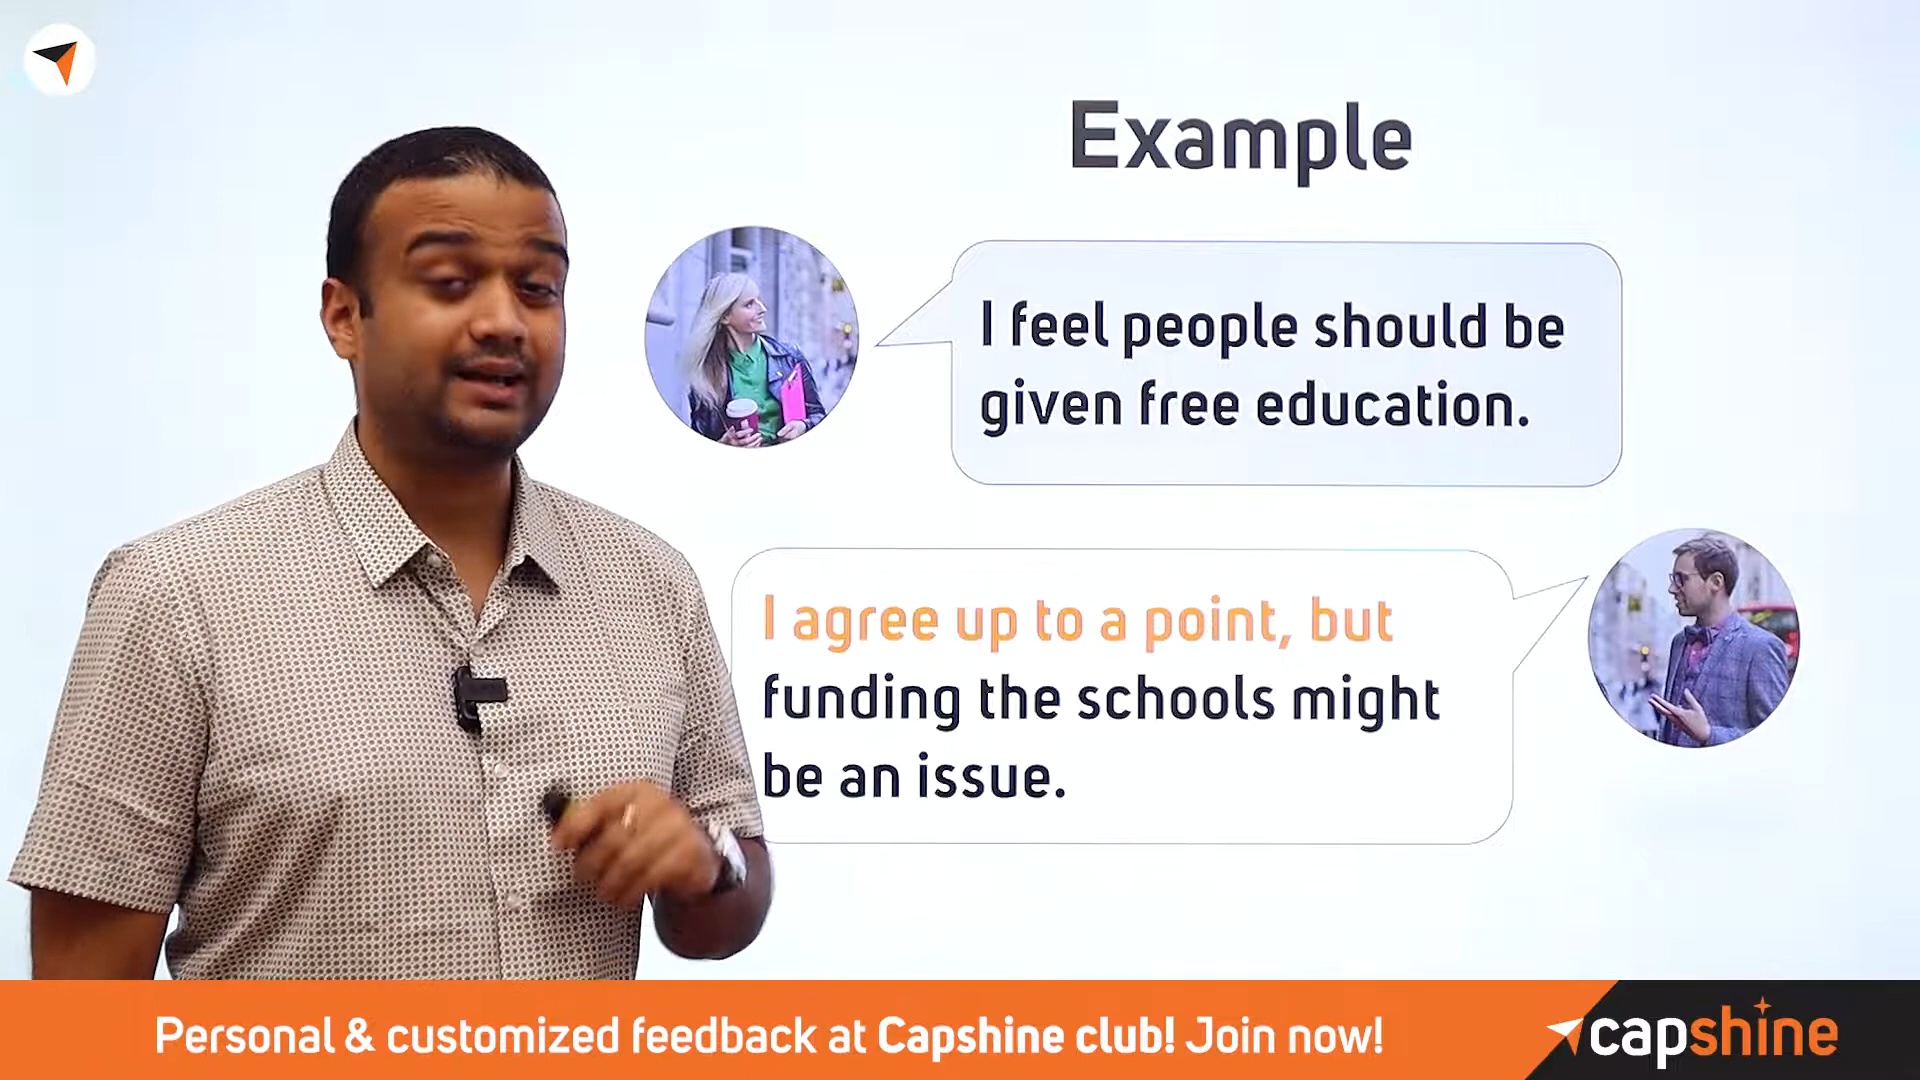 Example
I feel people should be
given free education.
I agree up to a point, but
funding the schools might
be an issue.
Personal & customized feedback at Capshine club! Join now!
capshine